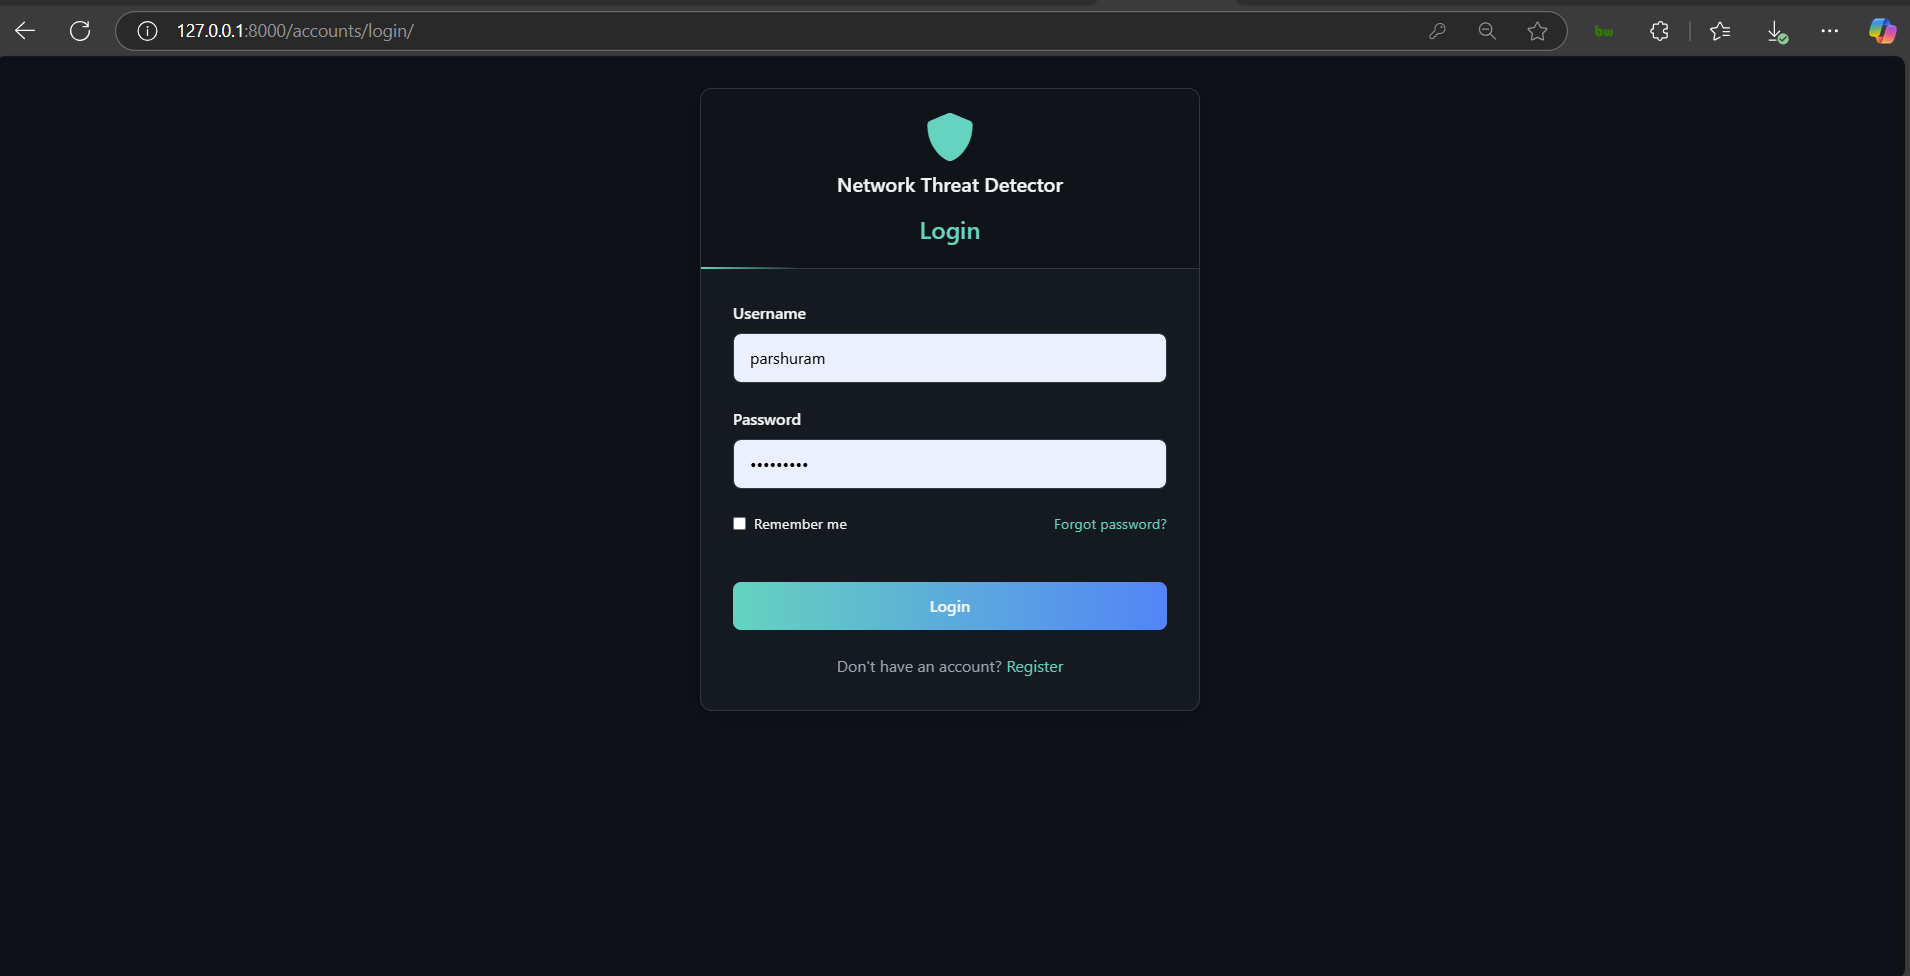 127.0.0.1:8000/accounts/login/
bw
Network Threat Detector
Login
Username
parshuram
Password
•••••••••
Remember me
Forgot password?
Login
Don't have an account? Register